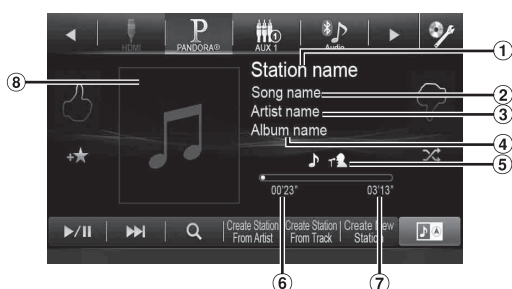 HDMI
P
PANDORA®
1
AUX 1
Audio
1
Station name
8
Song name
2
Artist name
3
Album name
4
+★
5
00'23"
03'13"
Create Station
From Artist
Create Station
From Track
Create New
Station
A
6
7